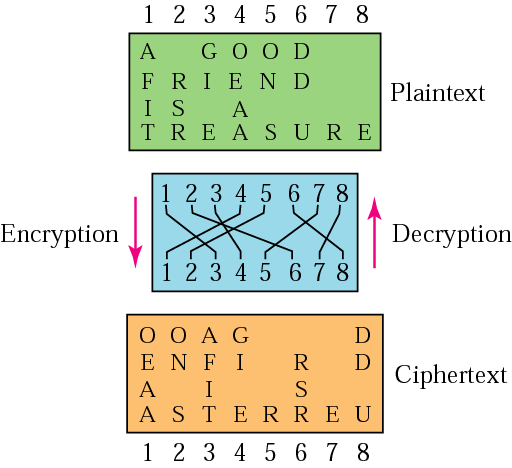 1 2 3 4 5 6 7 8
A GOOD
FRIEND
IS A
TREASURE
Plaintext
1 2 3 4 5 6 7 8
Encryption
Decryption
1 2 3 4 5 6 7 8
OOAG D
ENFI R D
A I S
ASTERREU
Ciphertext
1 2 3 4 5 6 7 8